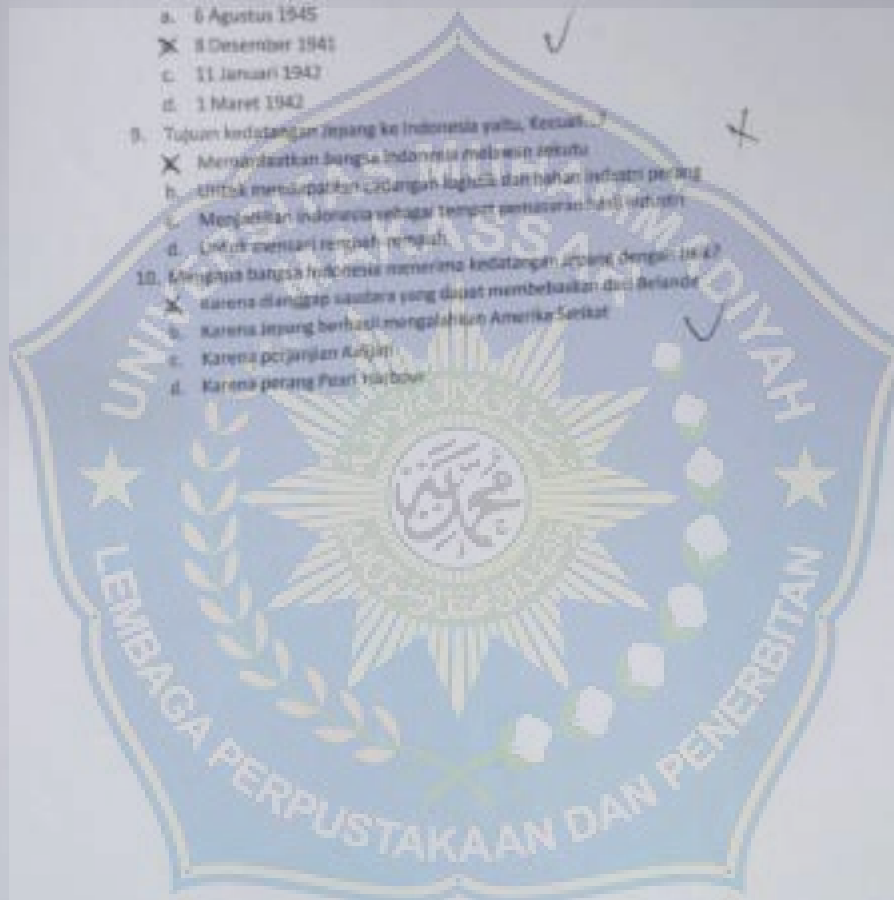 a. 6 Agustus 1945
b. 8 Desember 1941
c. 11 Januari 1942
d. 1 Maret 1942
9. Tujuan kedatangan Jepang ke Indonesia yaitu, Kecuali...?
Memanfaatkan bangsa Indonesia melawan sekutu
b. Untuk mendapatkan cadangan logistik dan bahan industri perang
c. Menjadikan Indonesia sebagai tempat pemasaran hasil industri
d. Untuk mencari rempah-rempah
10. Mengapa bangsa Indonesia menerima kedatangan Jepang dengan
Karena dianggap saudara yang dapat membebaskan dari Belanda
b. Karena Jepang berhasil mengalahkan Amerika Serikat
c. Karena perjanjian Kalijati
d. Karena perang Pearl Harbour
UNIVERSITAS MUHAMMADIYAH
MAKASSAR
محمدية
LEMBAGA PERPUSTAKAAN DAN PENERBITAN